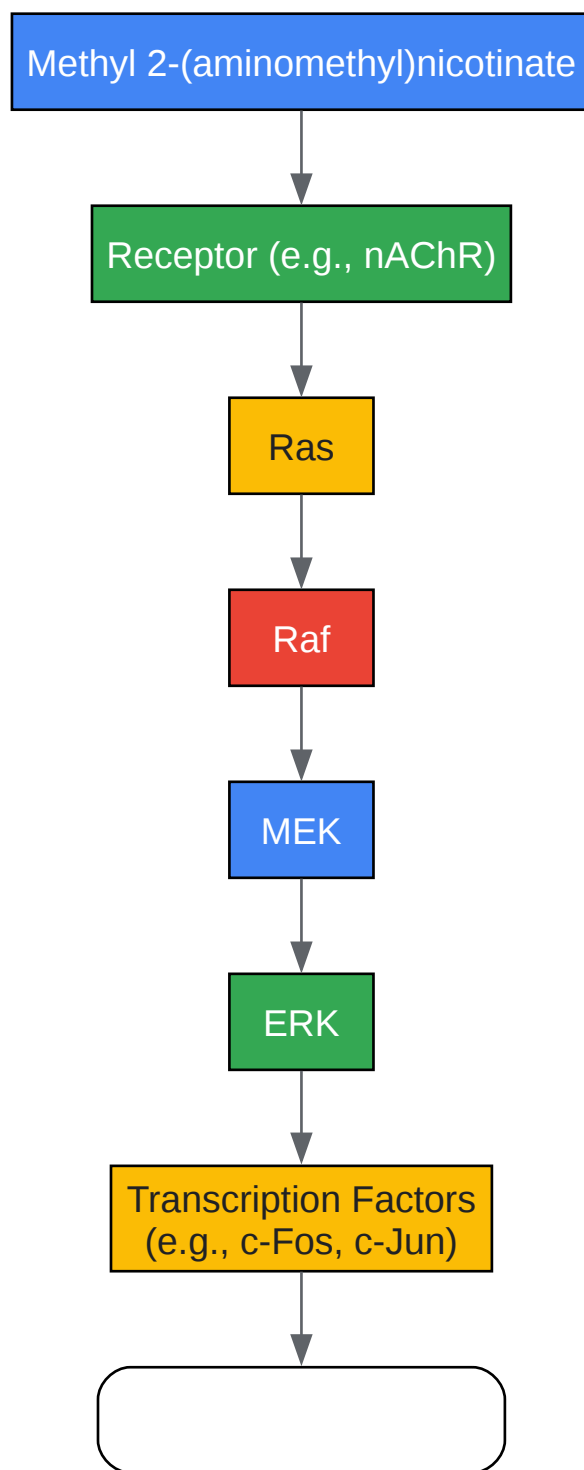 Methyl 2-(aminomethyl)nicotinate
Receptor (e.g., nAChR)
Ras
Raf
MEK
ERK
Transcription Factors
(e.g., c-Fos, c-Jun)